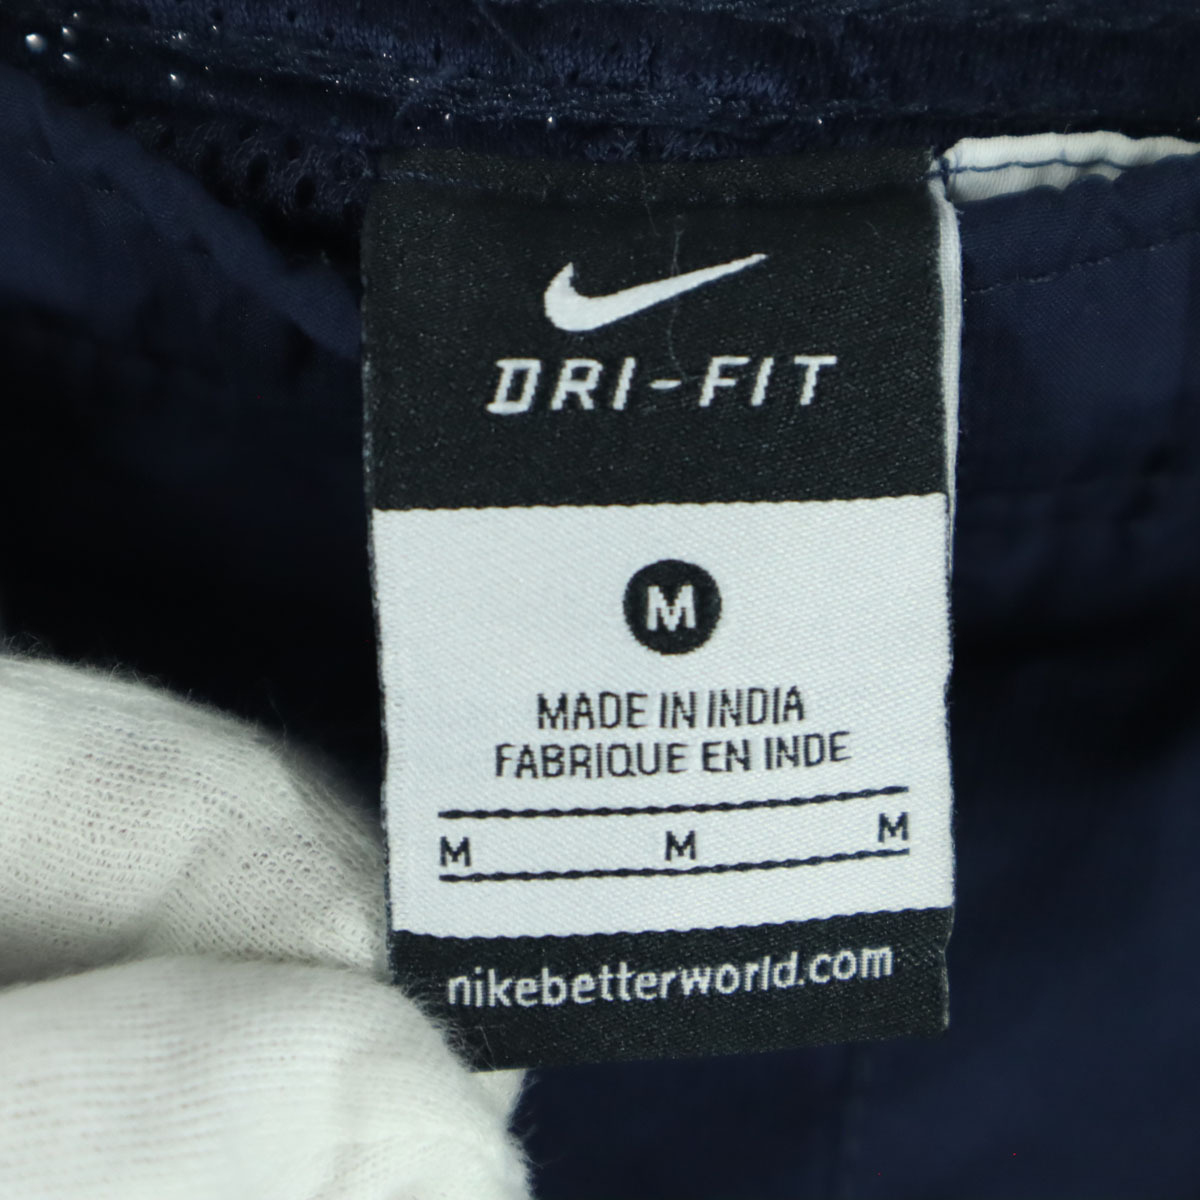 DRI-FIT
M
MADE IN INDIA
FABRIQUE EN INDE
M M M
nikebetterworld.com